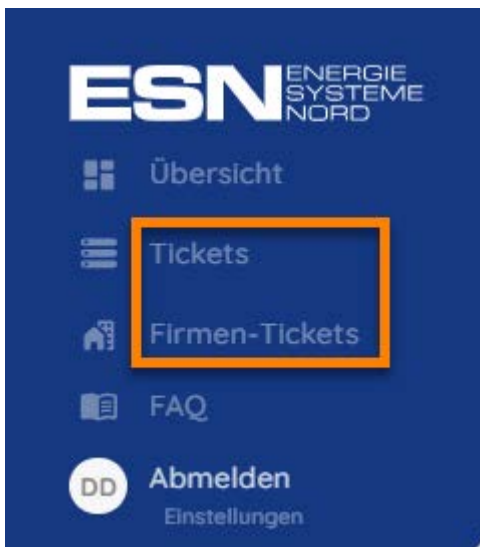 ESN ENERGIE
SYSTEME
NORD
Übersicht
Tickets
Firmen-Tickets
FAQ
DD Abmelden
Einstellungen